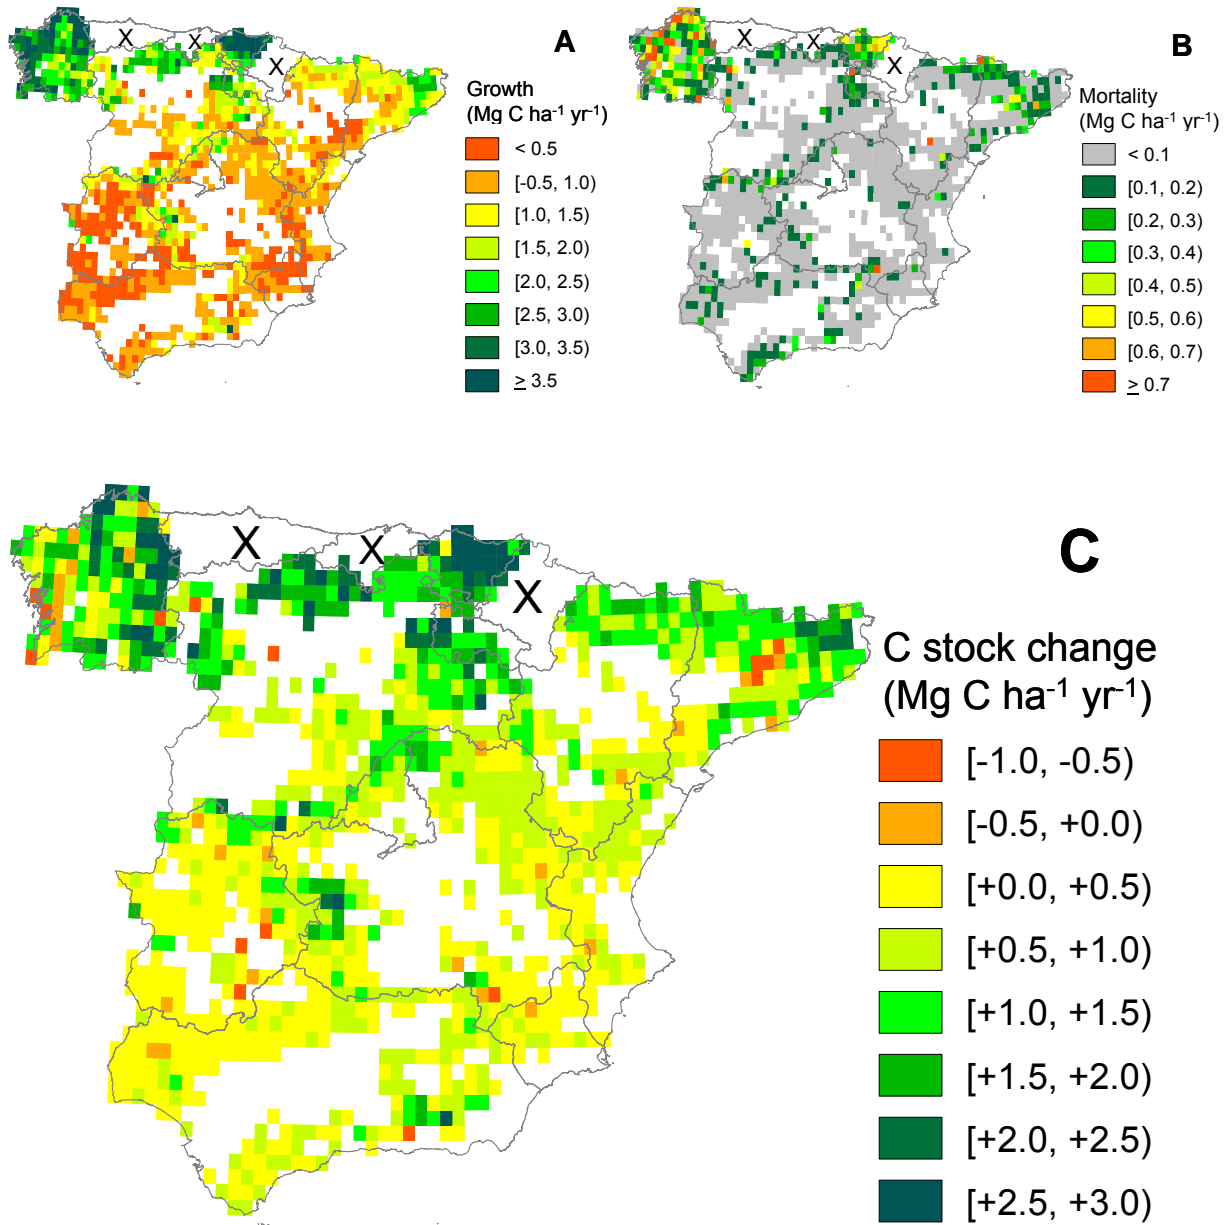 X
X
X
A
Growth
(Mg C ha-1 yr-1)
< 0.5
[-0.5, 1.0)
[1.0, 1.5)
[1.5, 2.0)
[2.0, 2.5)
[2.5, 3.0)
[3.0, 3.5)
≥ 3.5
X
X
X
B
Mortality
(Mg C ha-1 yr-1)
< 0.1
[0.1, 0.2)
[0.2, 0.3)
[0.3, 0.4)
[0.4, 0.5)
[0.5, 0.6)
[0.6, 0.7)
≥ 0.7
X
X
X
C
C stock change
(Mg C ha-1 yr-1)
[-1.0, -0.5)
[-0.5, +0.0)
[+0.0, +0.5)
[+0.5, +1.0)
[+1.0, +1.5)
[+1.5, +2.0)
[+2.0, +2.5)
[+2.5, +3.0)